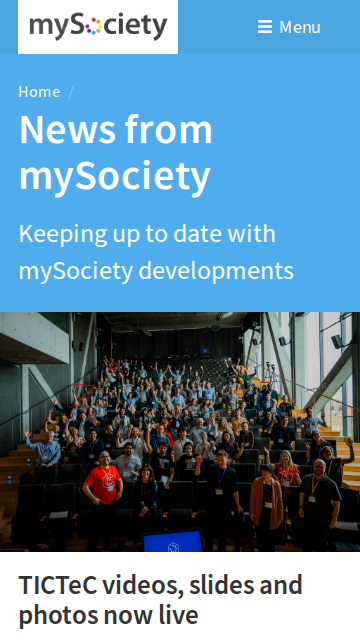 mySociety
Menu
Home /
News from
mySociety
Keeping up to date with
mySociety developments
TICTeC videos, slides and
photos now live